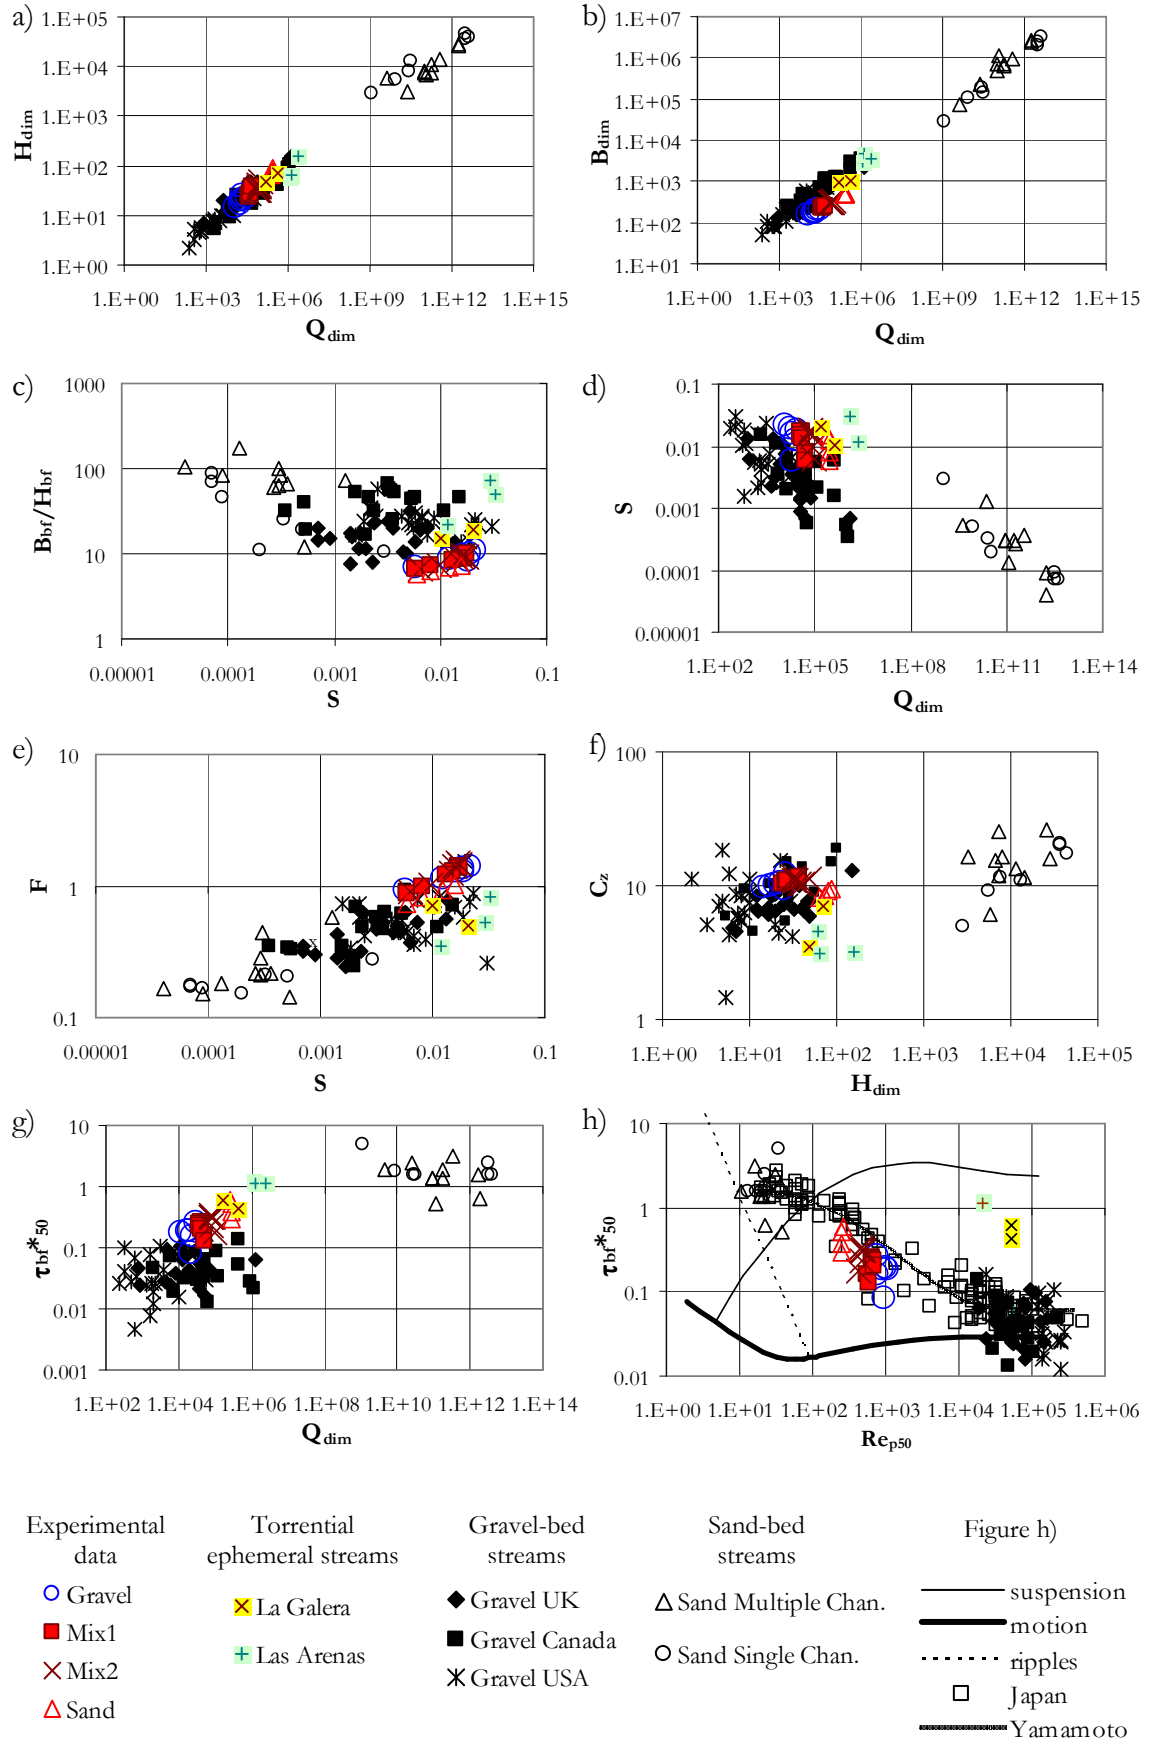 a)
1.E+05
1.E+04
1.E+03
1.E+02
1.E+01
1.E+00
Hdim
1.E+00 1.E+03 1.E+06 1.E+09 1.E+12 1.E+15
Qdim
b)
1.E+07
1.E+06
1.E+05
1.E+04
1.E+03
1.E+02
1.E+01
Bdim
1.E+00 1.E+03 1.E+06 1.E+09 1.E+12 1.E+15
Qdim
c)
1000
100
10
1
Bbf/Hbf
0.00001 0.0001 0.001 0.01 0.1
S
d)
0.1
0.01
0.001
0.0001
0.00001
S
1.E+02 1.E+05 1.E+08 1.E+11 1.E+14
Qdim
e)
10
1
0.1
F
0.00001 0.0001 0.001 0.01 0.1
S
f)
100
10
1
Cz
1.E+00 1.E+01 1.E+02 1.E+03 1.E+04 1.E+05
Hdim
g)
10
1
0.1
0.01
0.001
τbf*50
1.E+02 1.E+04 1.E+06 1.E+08 1.E+10 1.E+12 1.E+14
Qdim
h)
10
1
0.1
0.01
τbf*50
1.E+00 1.E+01 1.E+02 1.E+03 1.E+04 1.E+05 1.E+06
Rep50
Experimental
data
Gravel
Mix1
Mix2
Sand
Torrential
ephemeral streams
La Galera
Las Arenas
Gravel-bed
streams
Gravel UK
Gravel Canada
Gravel USA
Sand-bed
streams
Sand Multiple Chan.
Sand Single Chan.
Figure h)
suspension
motion
ripples
Japan
Yamamoto